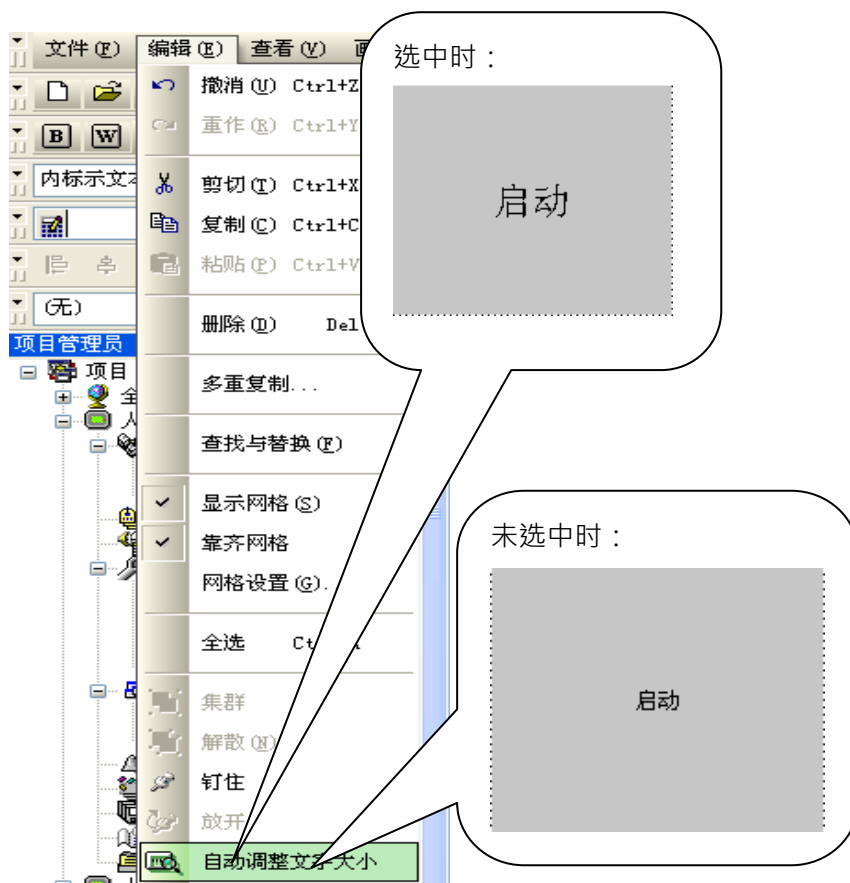 文件(F) 编辑(E) 查看(V)
撤消(U) Ctrl+Z
重作(R) Ctrl+Y
内标示文
剪切(T) Ctrl+X
复制(C) Ctrl+C
粘贴(P) Ctrl+V
(无)
删除(D) Del
项目管理员
项目
多重复制...
查找与替换(F)
显示网格(S)
靠齐网格
网格设置(G).
全选
集群
解散(N)
钉住
放开
自动调整文字大小
选中时：
启动
未选中时：
启动
B W